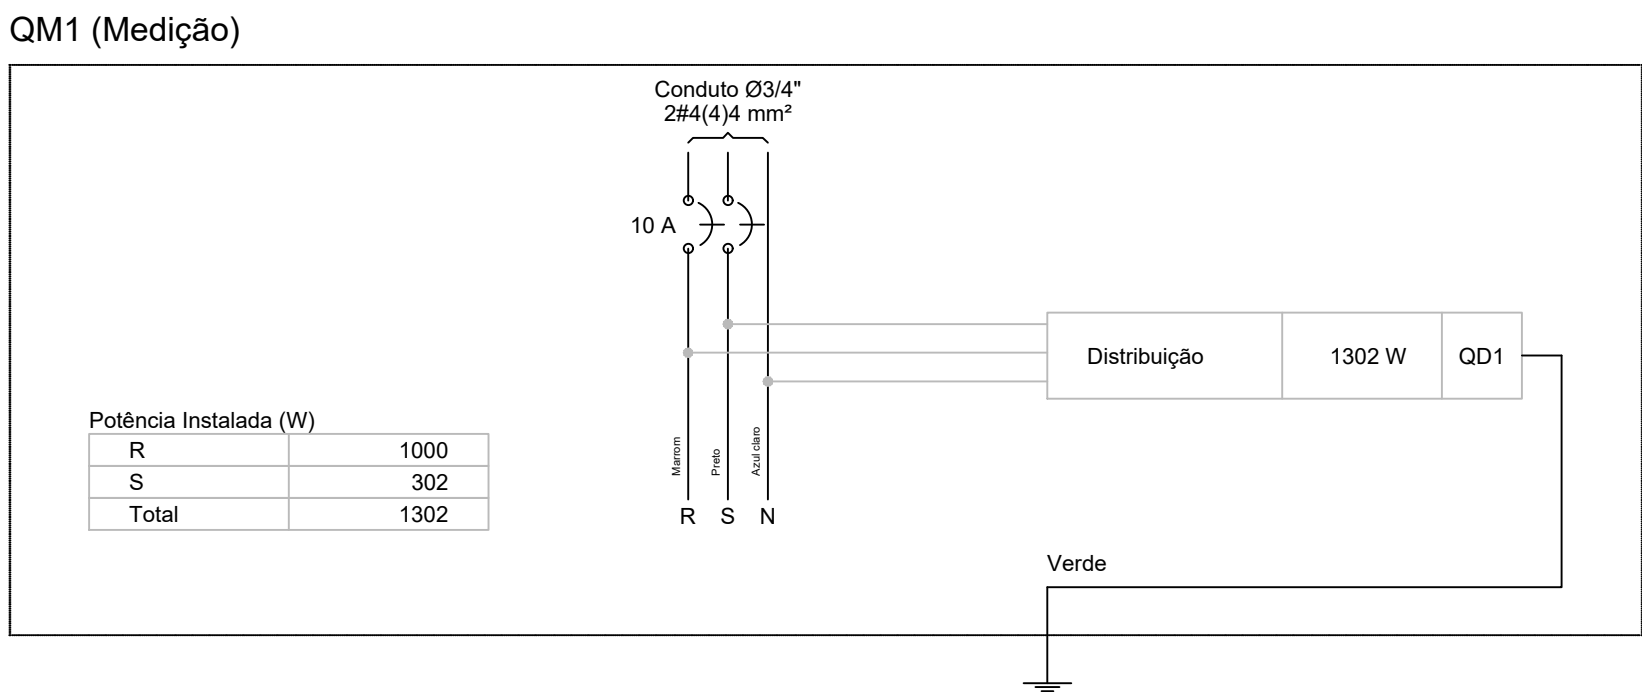 QM1 (Medição)
Conduto Ø3/4"
2#4(4)4 mm²
10 A
Distribuição 1302 W QD1
Potência Instalada (W)
R 1000
S 302
Total 1302
Marrom
Preto
Azul claro
R S N
Verde